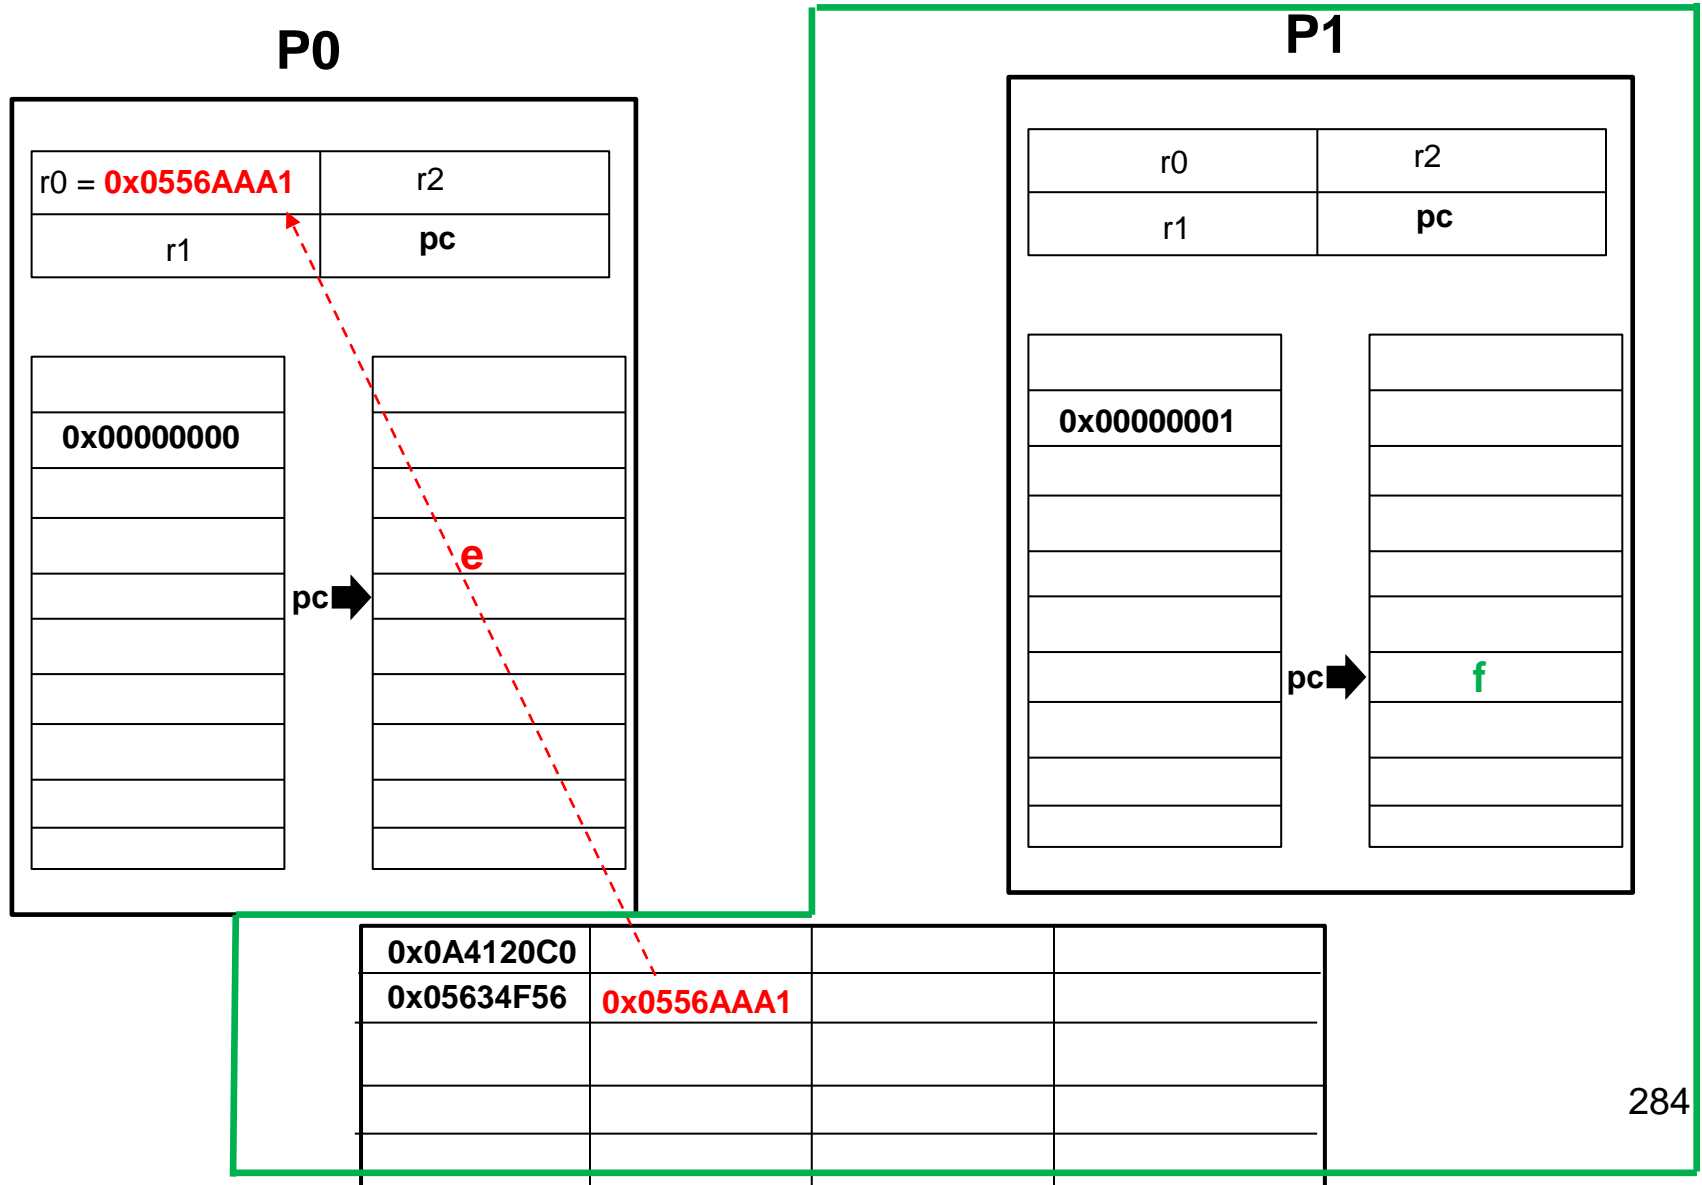 P0
P1
r0 = 0x0556AAA1
r2
r1
pc
0x00000000
pc
e
r0
r2
r1
pc
0x00000001
pc
f
0x0A4120C0
0x05634F56
0x0556AAA1
284